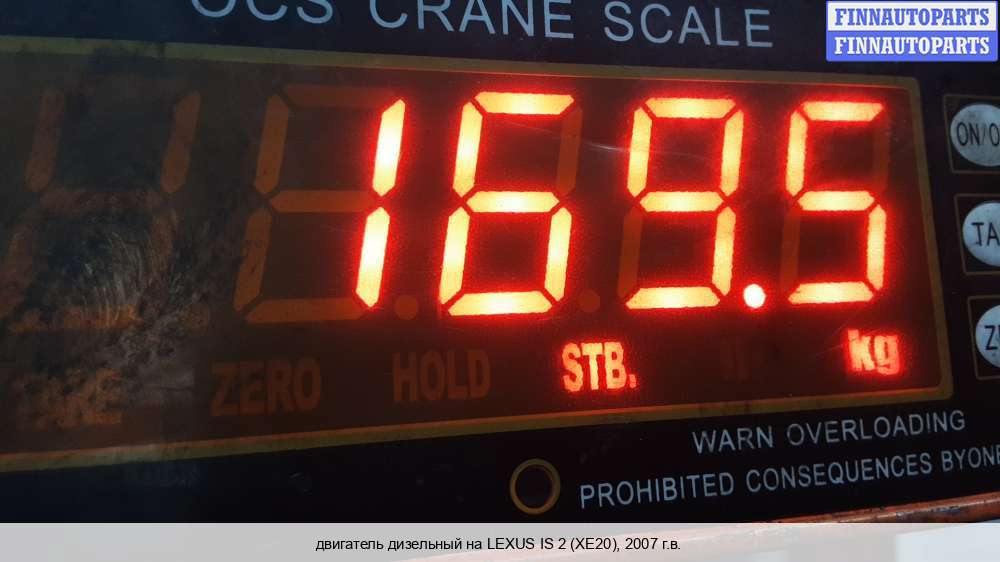 OCS CRANE SCALE
FINNAUTOPARTS
FINNAUTOPARTS
ON/O
169.5
TA
ZERO HOLD STB. kg
Z
WARN OVERLOADING
PROHIBITED CONSEQUENCES BYONE
двигатель дизельный на LEXUS IS 2 (XE20), 2007 г.в.